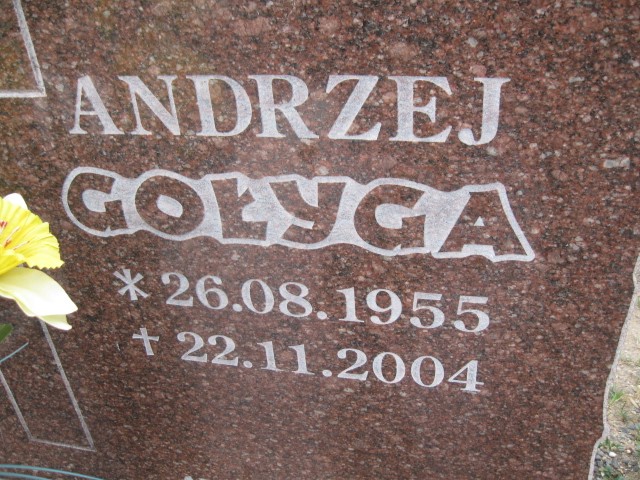 ANDRZEJ
GOŁYGA
* 26.08.1955
+ 22.11.2004